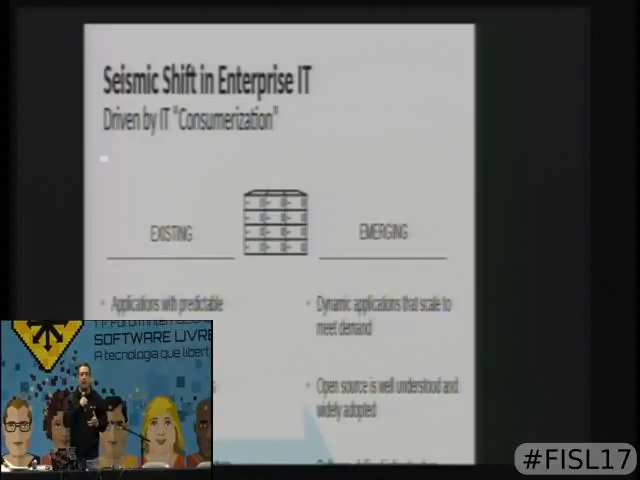 Seismic Shift in Enterprise IT
Driven by IT "Consumerization"
EXISTING
EMERGING
Applications with predictable
Dynamic applications that scale to
meet demand
Open source is well understood and
widely adopted
SOFTWARE LIVRE
A tecnologia que libert
#FISL17